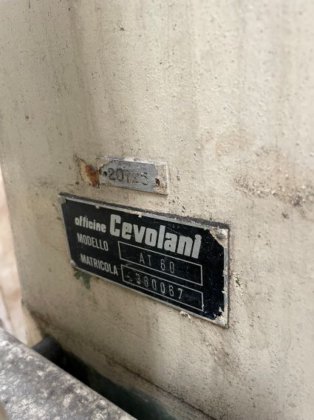 officine Cevolani
MODELLO AT 60
MATRICOLA 380067